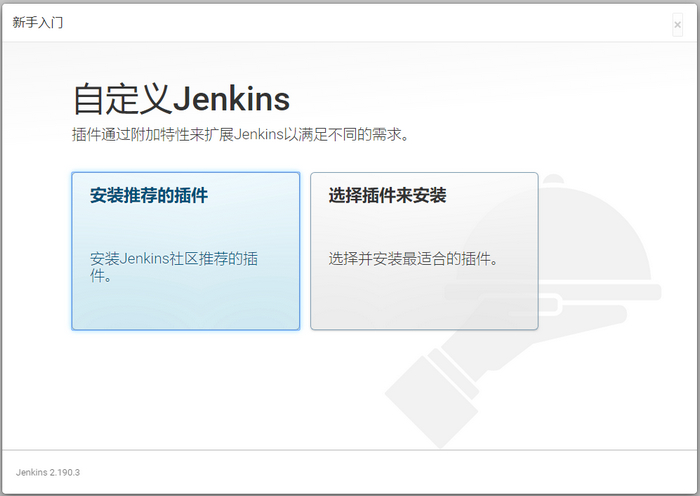 新手入门
×
自定义Jenkins
插件通过附加特性来扩展Jenkins以满足不同的需求。
安装推荐的插件
安装Jenkins社区推荐的插
件。
选择插件来安装
选择并安装最适合的插件。
Jenkins 2.190.3